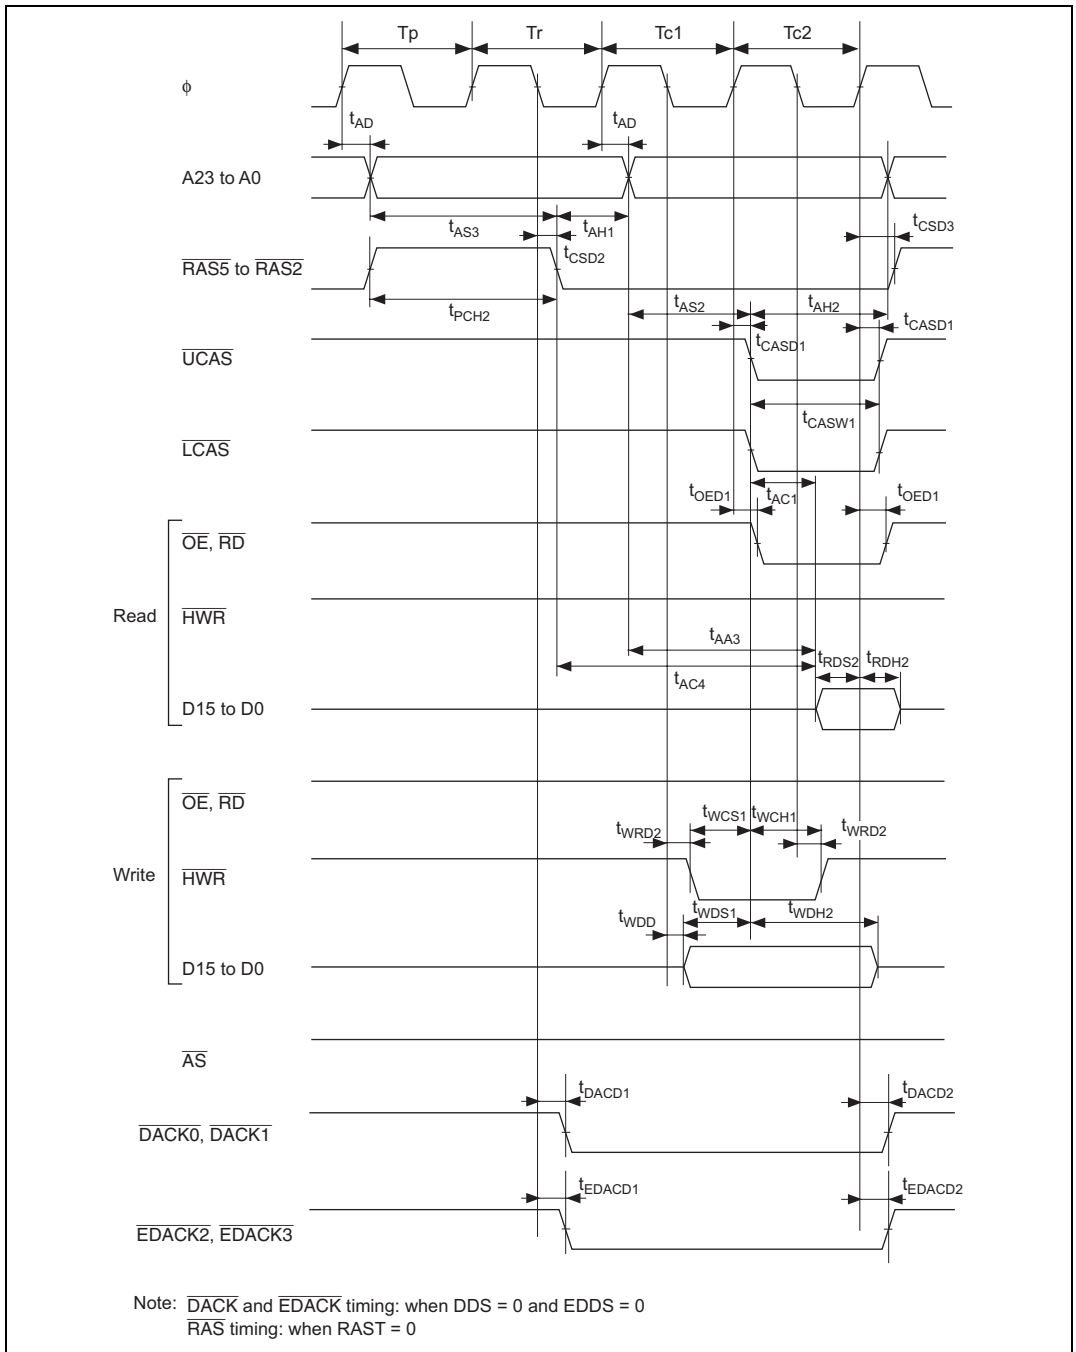 Tp Tr Tc1 Tc2
ϕ
tAD tAD
A23 to A0
tAS3 tAH1 tCSD3
tCSD2
RAS5 to RAS2
tPCH2 tAS2 tAH2
tCASD1 tCASD1
UCAS
tCASW1
LCAS
tOED1 tAC1 tOED1
OE, RD
Read HWR
tAA3
tRDS2 tRDH2
tAC4
D15 to D0
OE, RD
tWCS1 tWCH1
tWRD2 tWRD2
Write HWR
tWDS1 tWDH2
tWDD
D15 to D0
AS
tDACD1 tDACD2
DACK0, DACK1
tEDACD1 tEDACD2
EDACK2, EDACK3
Note: DACK and EDACK timing: when DDS = 0 and EDDS = 0
RAS timing: when RAST = 0